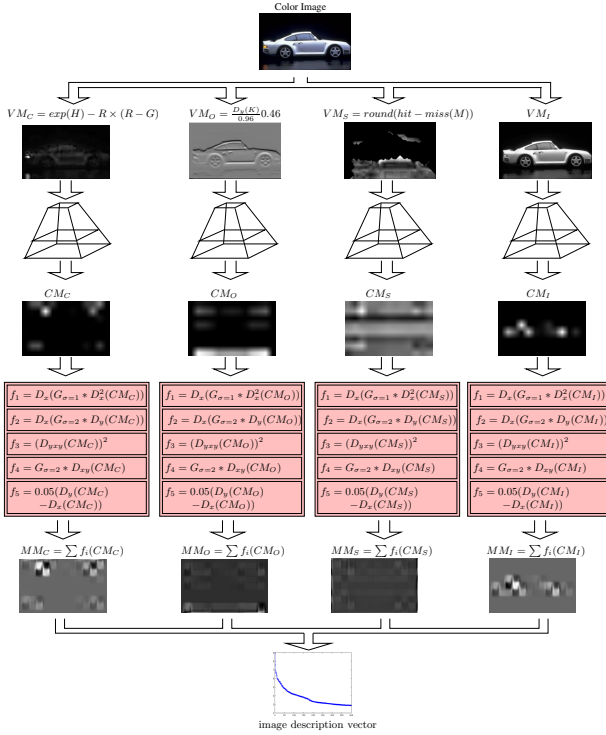 Color Image
VM_C = exp(H) − R × (R − G)
VM_O = D_y(K)/0.96 0.46
VM_S = round(hit − miss(M))
VM_I
CM_C
CM_O
CM_S
CM_I
f_1 = D_x(G_{σ=1} * D_x^2(CM_C))
f_2 = D_x(G_{σ=2} * D_y(CM_C))
f_3 = (D_{yxy}(CM_C))^2
f_4 = G_{σ=2} * D_{xy}(CM_C)
f_5 = 0.05(D_y(CM_C)
−D_x(CM_C))
f_1 = D_x(G_{σ=1} * D_x^2(CM_O))
f_2 = D_x(G_{σ=2} * D_y(CM_O))
f_3 = (D_{yxy}(CM_O))^2
f_4 = G_{σ=2} * D_{xy}(CM_O)
f_5 = 0.05(D_y(CM_O)
−D_x(CM_O))
f_1 = D_x(G_{σ=1} * D_x^2(CM_S))
f_2 = D_x(G_{σ=2} * D_y(CM_S))
f_3 = (D_{yxy}(CM_S))^2
f_4 = G_{σ=2} * D_{xy}(CM_S)
f_5 = 0.05(D_y(CM_S)
−D_x(CM_S))
f_1 = D_x(G_{σ=1} * D_x^2(CM_I))
f_2 = D_x(G_{σ=2} * D_y(CM_I))
f_3 = (D_{yxy}(CM_I))^2
f_4 = G_{σ=2} * D_{xy}(CM_I)
f_5 = 0.05(D_y(CM_I)
−D_x(CM_I))
MM_C = ∑ f_i(CM_C)
MM_O = ∑ f_i(CM_O)
MM_S = ∑ f_i(CM_S)
MM_I = ∑ f_i(CM_I)
image description vector